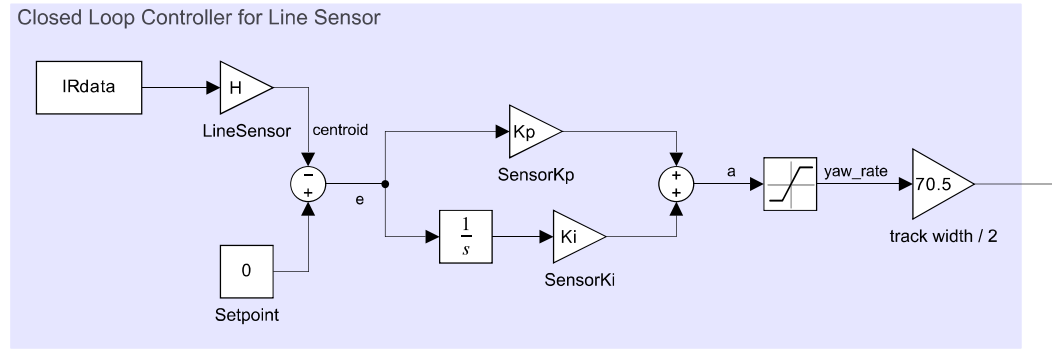 Closed Loop Controller for Line Sensor
IRdata
H
LineSensor
centroid
−
+
e
0
Setpoint
Kp
SensorKp
1
s
Ki
SensorKi
+
+
a
yaw_rate
70.5
track width / 2